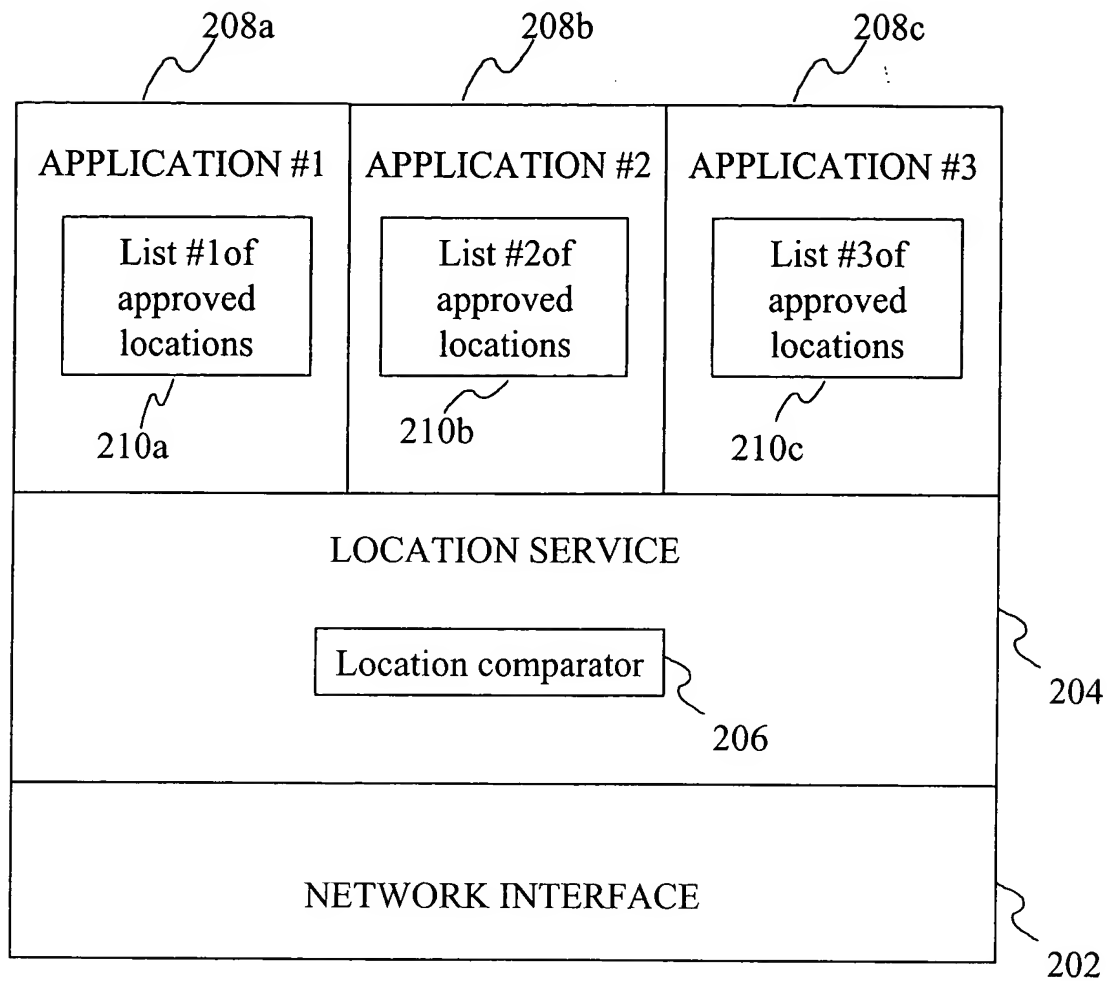 208a 208b 208c
APPLICATION #1 APPLICATION #2 APPLICATION #3
List #1of
approved
locations
List #2of
approved
locations
List #3of
approved
locations
210a 210b 210c
LOCATION SERVICE
Location comparator
204
206
NETWORK INTERFACE
202